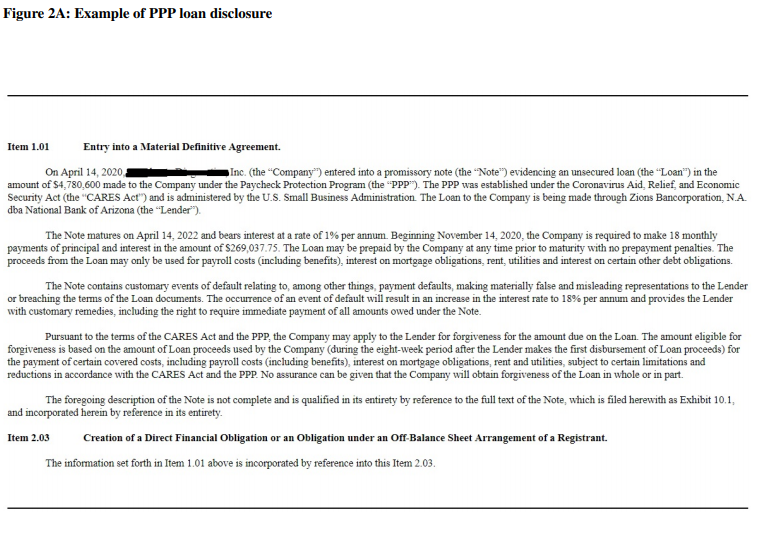 Figure 2A: Example of PPP loan disclosure
Item 1.01 Entry into a Material Definitive Agreement.
On April 14, 2020, Inc. (the “Company”) entered into a promissory note (the “Note”) evidencing an unsecured loan (the “Loan”) in the
amount of $4,780,600 made to the Company under the Paycheck Protection Program (the “PPP”). The PPP was established under the Coronavirus Aid, Relief, and Economic
Security Act (the “CARES Act”) and is administered by the U.S. Small Business Administration. The Loan to the Company is being made through Zions Bancorporation, N.A.
dba National Bank of Arizona (the “Lender”).
The Note matures on April 14, 2022 and bears interest at a rate of 1% per annum. Beginning November 14, 2020, the Company is required to make 18 monthly
payments of principal and interest in the amount of $269,037.75. The Loan may be prepaid by the Company at any time prior to maturity with no prepayment penalties. The
proceeds from the Loan may only be used for payroll costs (including benefits), interest on mortgage obligations, rent, utilities and interest on certain other debt obligations.
The Note contains customary events of default relating to, among other things, payment defaults, making materially false and misleading representations to the Lender
or breaching the terms of the Loan documents. The occurrence of an event of default will result in an increase in the interest rate to 18% per annum and provides the Lender
with customary remedies, including the right to require immediate payment of all amounts owed under the Note.
Pursuant to the terms of the CARES Act and the PPP, the Company may apply to the Lender for forgiveness for the amount due on the Loan. The amount eligible for
forgiveness is based on the amount of Loan proceeds used by the Company (during the eight-week period after the Lender makes the first disbursement of Loan proceeds) for
the payment of certain covered costs, including payroll costs (including benefits), interest on mortgage obligations, rent and utilities, subject to certain limitations and
reductions in accordance with the CARES Act and the PPP. No assurance can be given that the Company will obtain forgiveness of the Loan in whole or in part.
The foregoing description of the Note is not complete and is qualified in its entirety by reference to the full text of the Note, which is filed herewith as Exhibit 10.1,
and incorporated herein by reference in its entirety.
Item 2.03 Creation of a Direct Financial Obligation or an Obligation under an Off-Balance Sheet Arrangement of a Registrant.
The information set forth in Item 1.01 above is incorporated by reference into this Item 2.03.